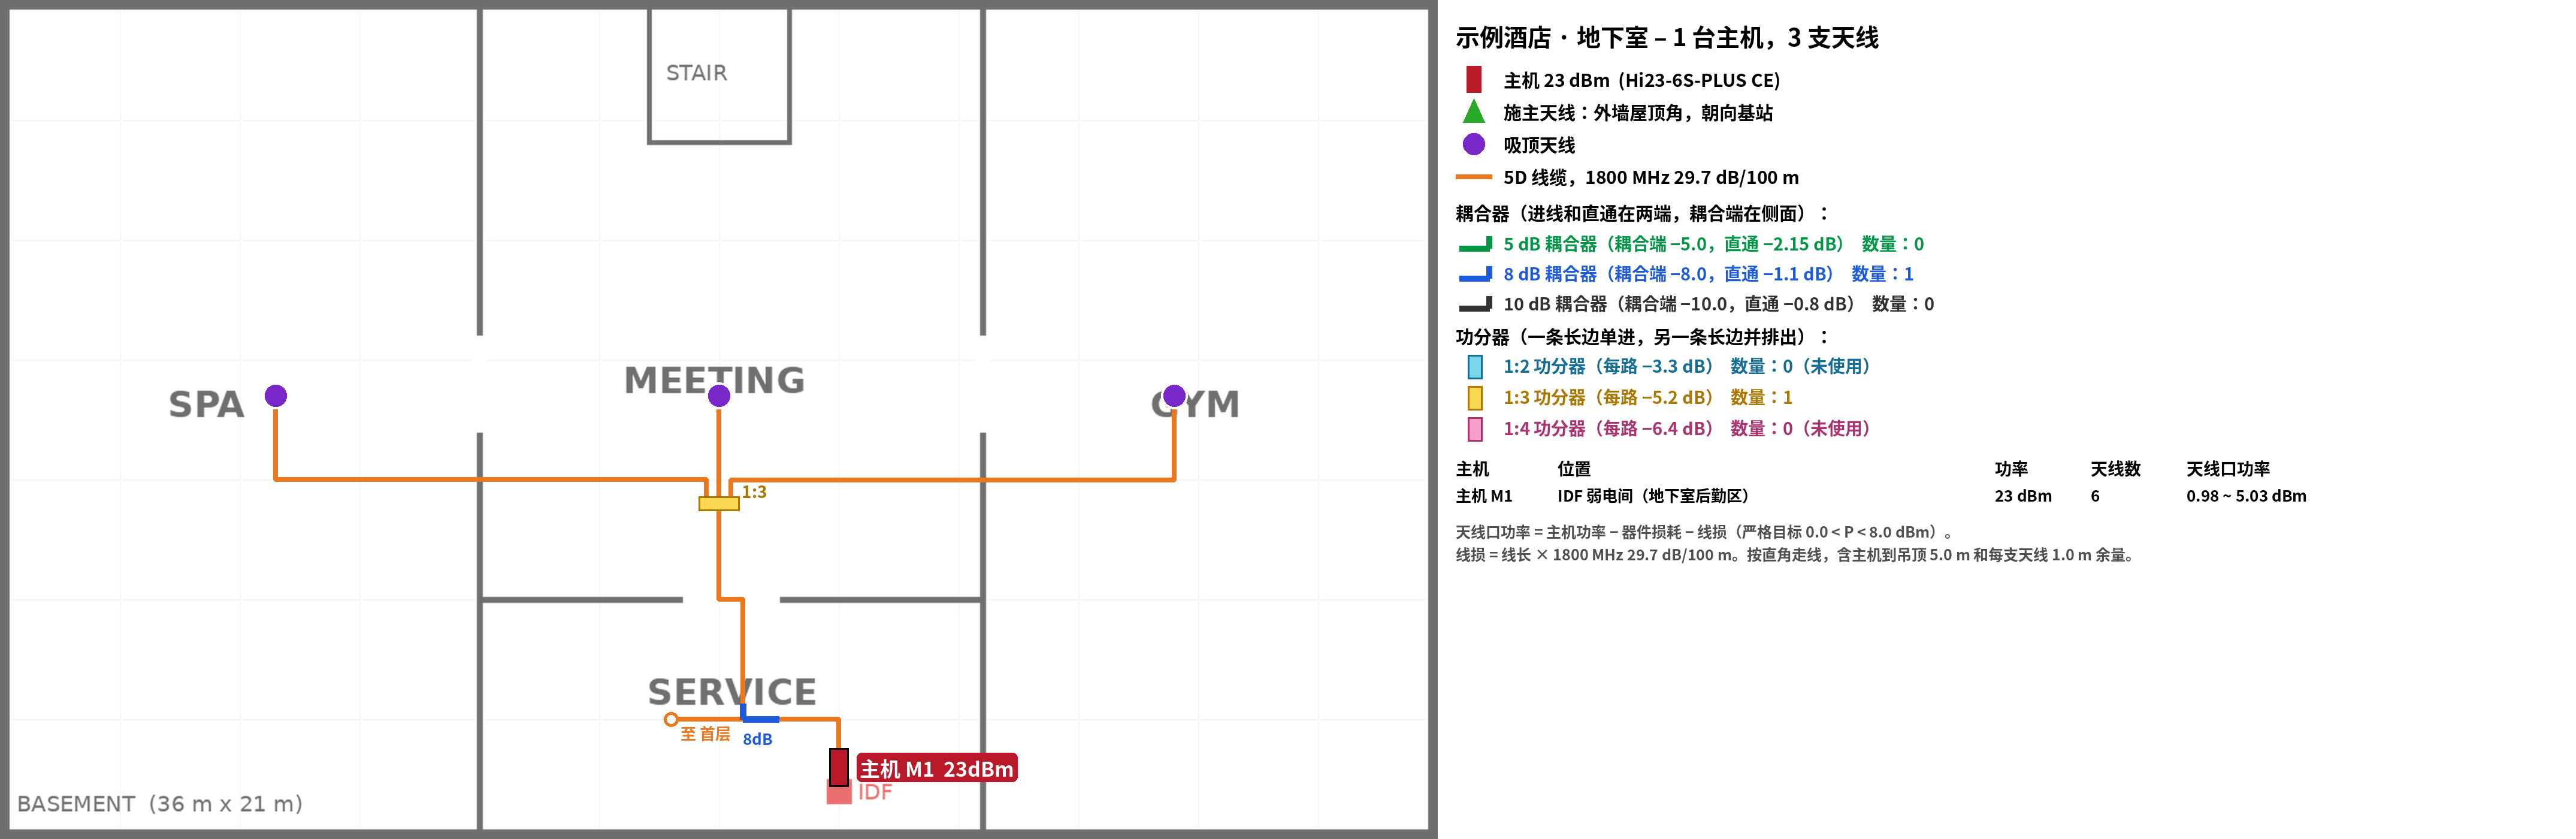 STAIR
SPA
MEETING
GYM
1:3
SERVICE
至 首层
8dB
主机 M1 23dBm
IDF
BASEMENT (36 m x 21 m)
示例酒店 · 地下室 – 1 台主机，3 支天线
主机 23 dBm (Hi23-6S-PLUS CE)
施主天线：外墙屋顶角，朝向基站
吸顶天线
5D 线缆，1800 MHz 29.7 dB/100 m
耦合器（进线和直通在两端，耦合端在侧面）：
5 dB 耦合器（耦合端 −5.0，直通 −2.15 dB） 数量：0
8 dB 耦合器（耦合端 −8.0，直通 −1.1 dB） 数量：1
10 dB 耦合器（耦合端 −10.0，直通 −0.8 dB） 数量：0
功分器（一条长边单进，另一条长边并排出）：
1:2 功分器（每路 −3.3 dB） 数量：0（未使用）
1:3 功分器（每路 −5.2 dB） 数量：1
1:4 功分器（每路 −6.4 dB） 数量：0（未使用）
主机 位置 功率 天线数 天线口功率
主机 M1 IDF 弱电间（地下室后勤区） 23 dBm 6 0.98 ~ 5.03 dBm
天线口功率 = 主机功率 − 器件损耗 − 线损（严格目标 0.0 < P < 8.0 dBm）。
线损 = 线长 × 1800 MHz 29.7 dB/100 m。按直角走线，含主机到吊顶 5.0 m 和每支天线 1.0 m 余量。